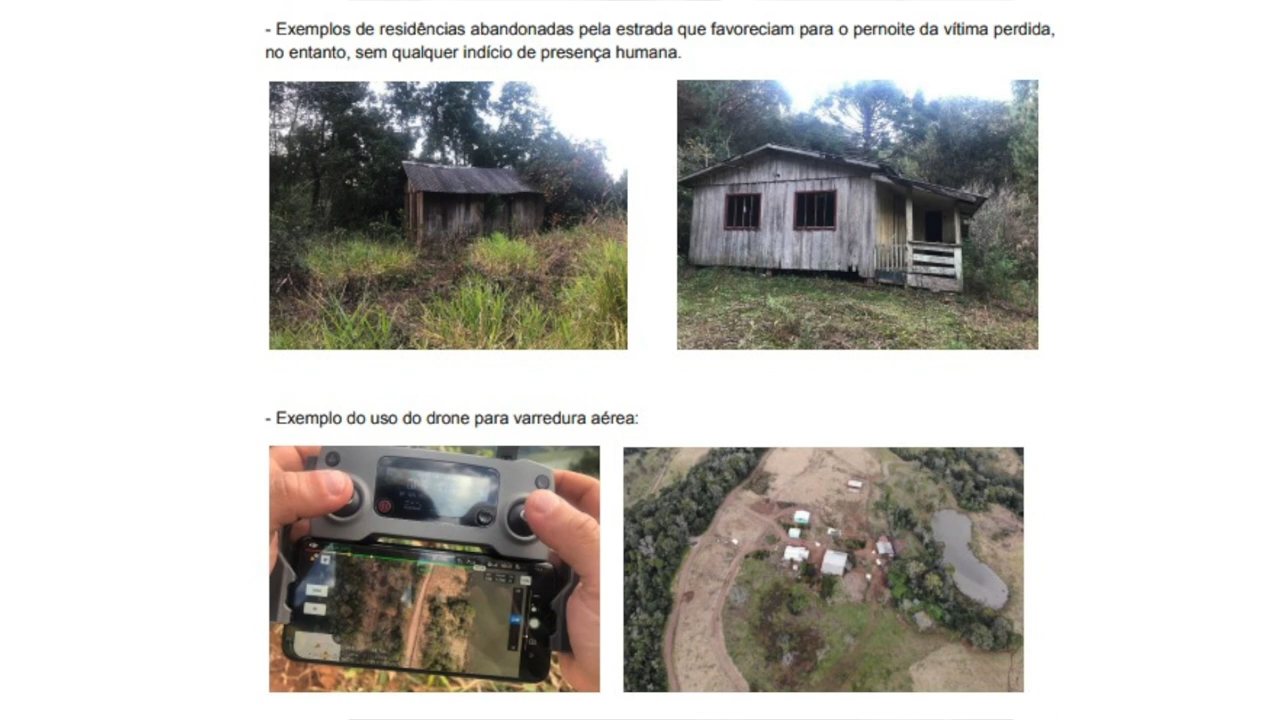 - Exemplos de residências abandonadas pela estrada que favoreciam para o pernoite da vítima perdida,
no entanto, sem qualquer indício de presença humana.
- Exemplo do uso do drone para varredura aérea: